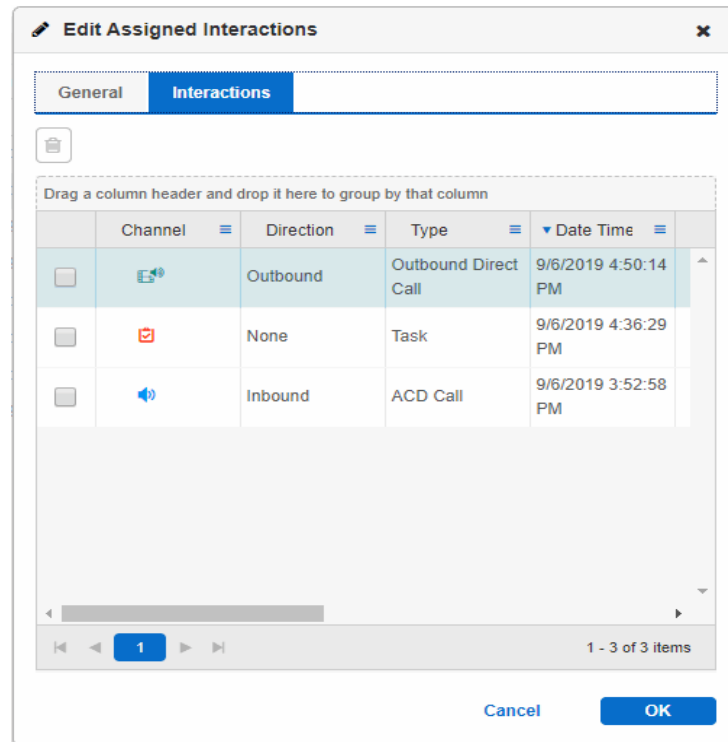 Edit Assigned Interactions
General Interactions
Drag a column header and drop it here to group by that column
Channel Direction Type Date Time
Outbound Outbound Direct Call 9/6/2019 4:50:14 PM
None Task 9/6/2019 4:36:29 PM
Inbound ACD Call 9/6/2019 3:52:58 PM
1 1 - 3 of 3 items
Cancel OK